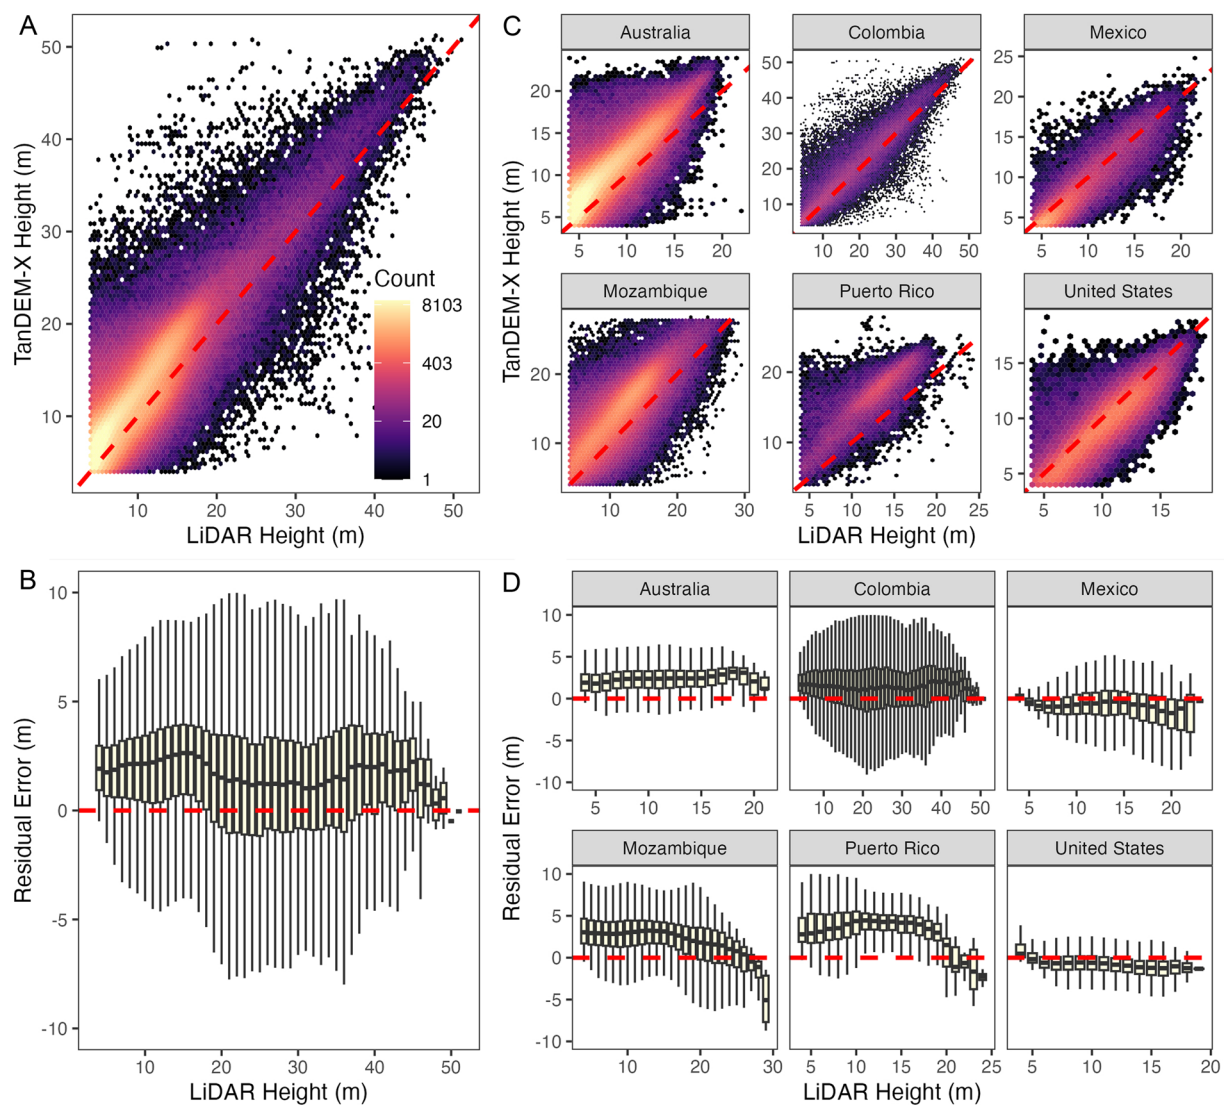 A
TanDEM-X Height (m)
50
40
30
20
10
10 20 30 40 50
LiDAR Height (m)
Count
8103
403
20
1
C
TanDEM-X Height (m)
Australia
20
15
10
5
5 10 15 20
Colombia
50
40
30
20
10
10 20 30 40 50
Mexico
25
20
15
10
5
5 10 15 20
Mozambique
20
10
10 20 30
Puerto Rico
20
10
5 10 15 20 25
United States
15
10
5
5 10 15
LiDAR Height (m)
B
Residual Error (m)
10
5
0
-5
-10
10 20 30 40 50
LiDAR Height (m)
D
Residual Error (m)
Australia
10
5
0
-5
-10
5 10 15 20
Colombia
10 20 30 40 50
Mexico
5 10 15 20
Mozambique
10
5
0
-5
-10
10 20 30
Puerto Rico
5 10 15 20 25
United States
5 10 15 20
LiDAR Height (m)